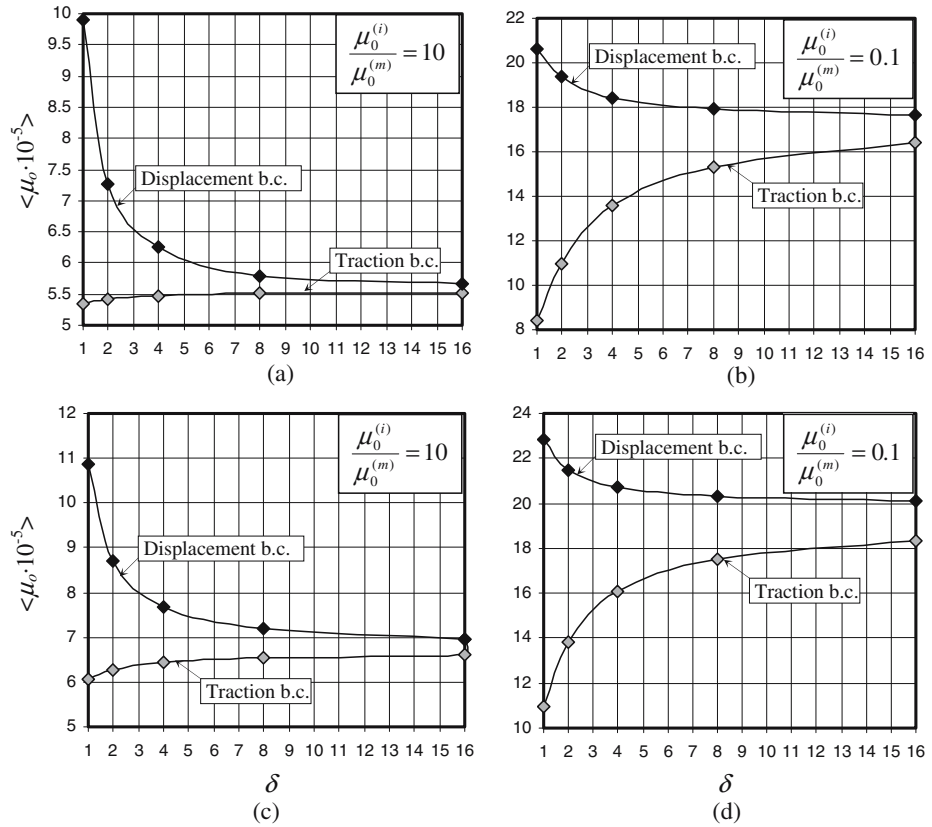 <μₒ·10⁻⁵>
10
9.5
9
8.5
8
7.5
7
6.5
6
5.5
5
μ₀⁽ⁱ⁾/μ₀⁽ᵐ⁾ = 10
Displacement b.c.
Traction b.c.
1 2 3 4 5 6 7 8 9 10 11 12 13 14 15 16
(a)
22
20
18
16
14
12
10
8
μ₀⁽ⁱ⁾/μ₀⁽ᵐ⁾ = 0.1
Displacement b.c.
Traction b.c.
1 2 3 4 5 6 7 8 9 10 11 12 13 14 15 16
(b)
<μₒ·10⁻⁵>
12
11
10
9
8
7
6
5
μ₀⁽ⁱ⁾/μ₀⁽ᵐ⁾ = 10
Displacement b.c.
Traction b.c.
1 2 3 4 5 6 7 8 9 10 11 12 13 14 15 16
δ
(c)
24
22
20
18
16
14
12
10
μ₀⁽ⁱ⁾/μ₀⁽ᵐ⁾ = 0.1
Displacement b.c.
Traction b.c.
1 2 3 4 5 6 7 8 9 10 11 12 13 14 15 16
δ
(d)